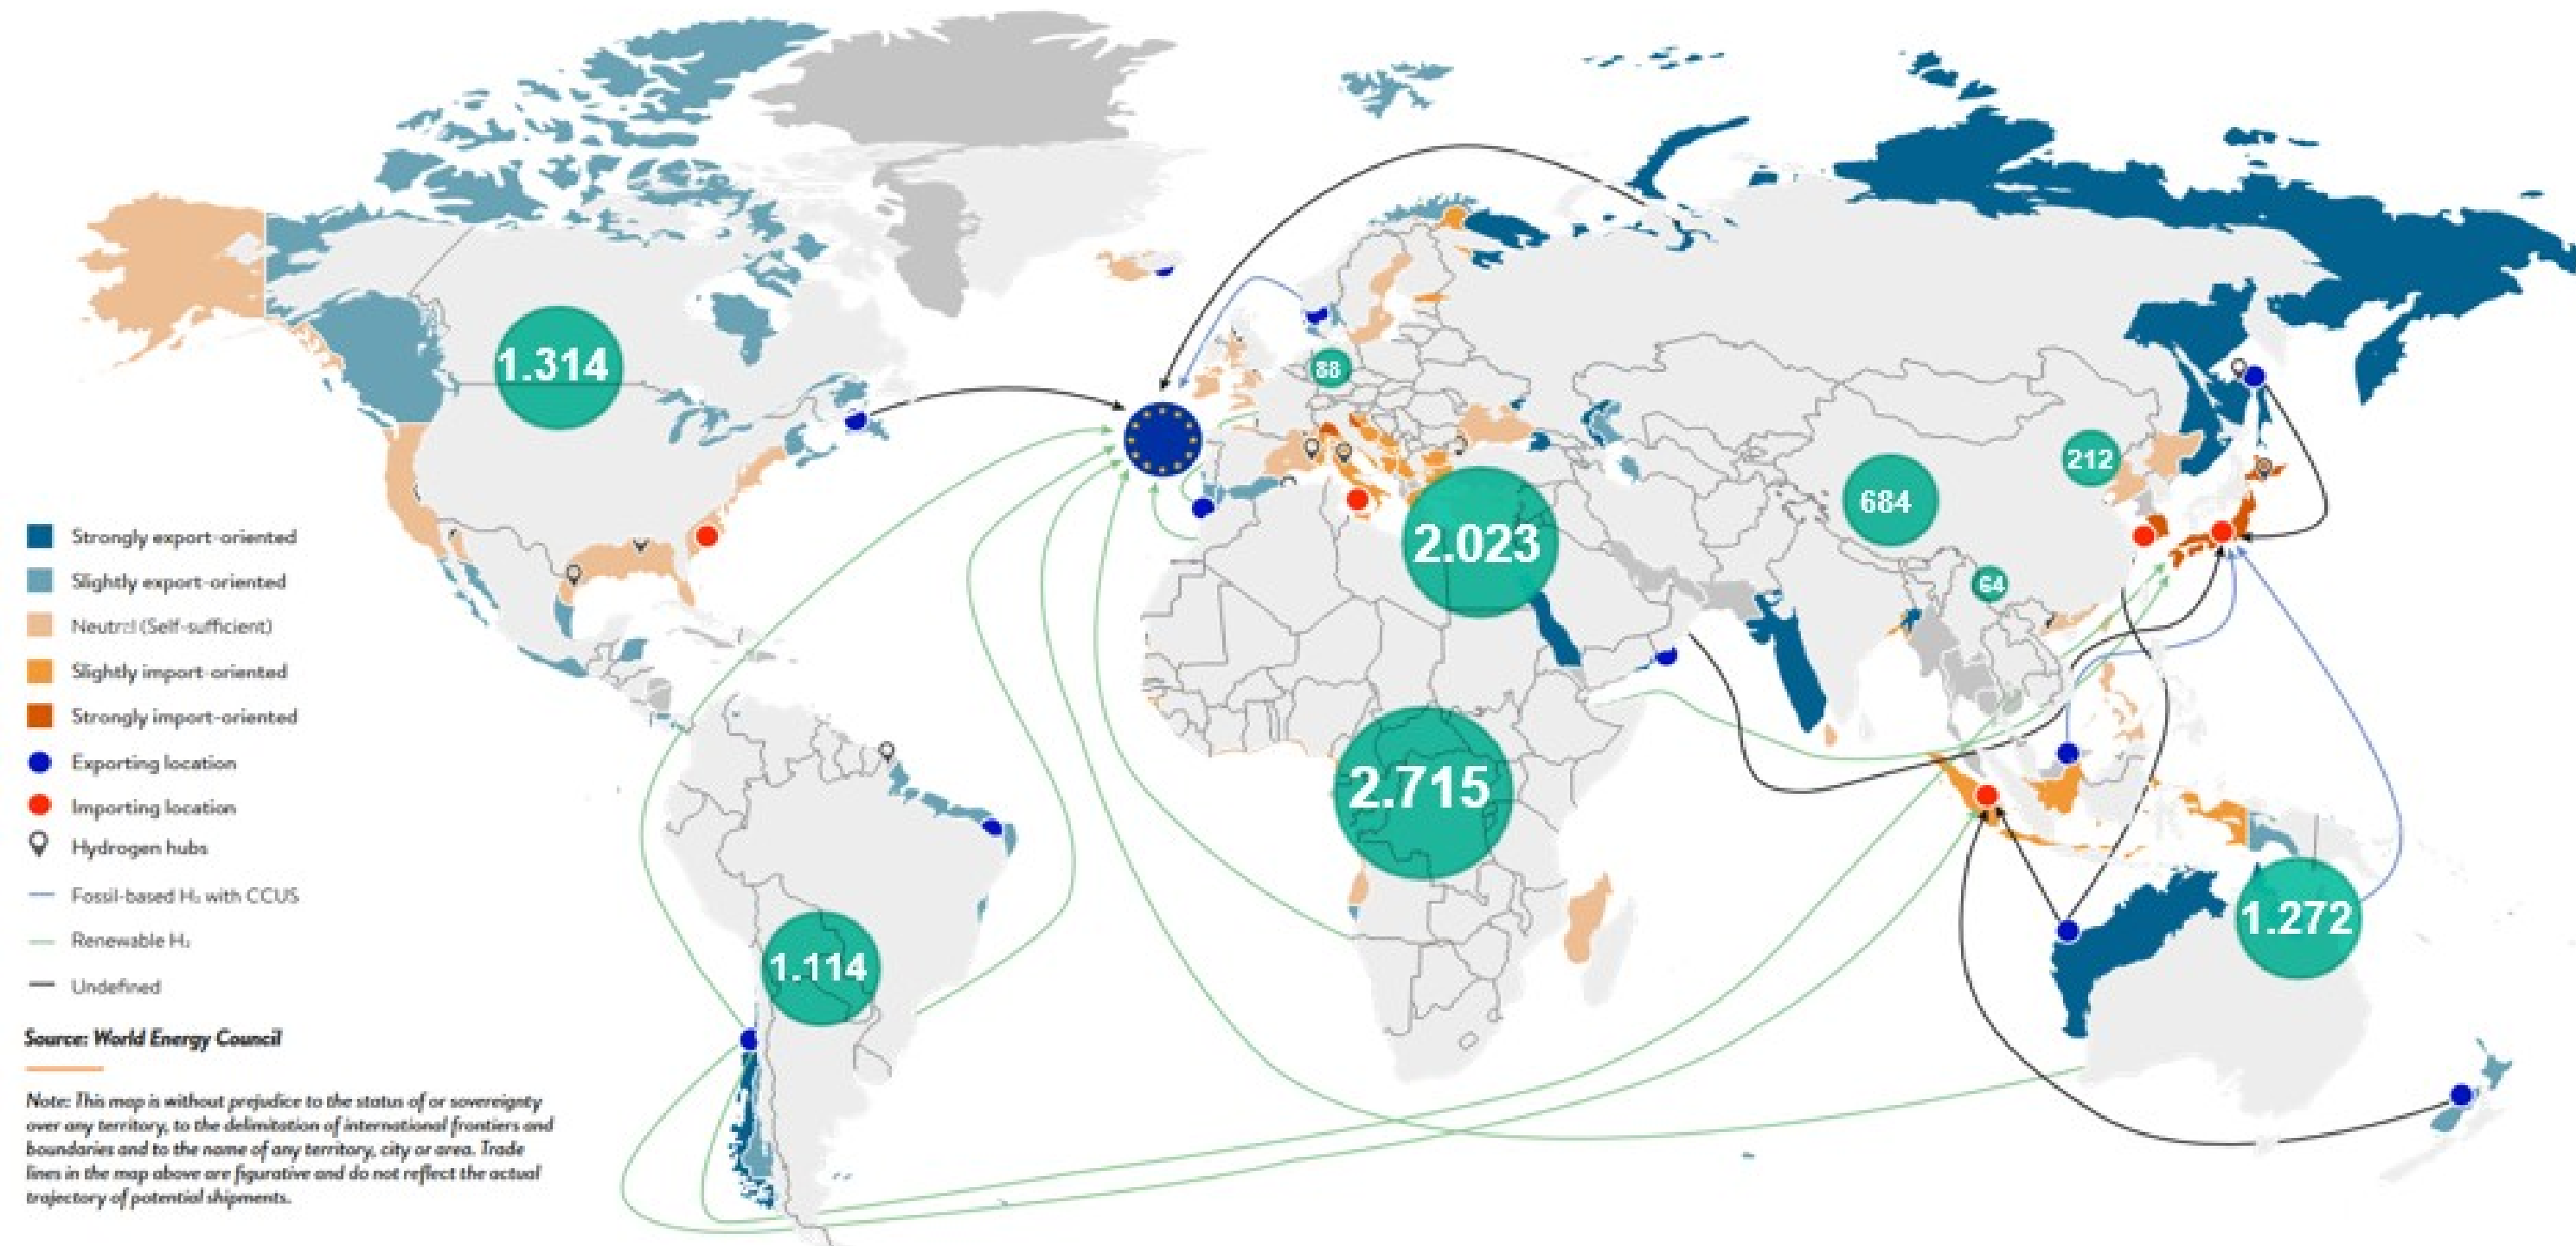 1.314
88
212
684
2.023
64
2.715
1.272
1.114
Strongly export-oriented
Slightly export-oriented
Neutral (Self-sufficient)
Slightly import-oriented
Strongly import-oriented
Exporting location
Importing location
Hydrogen hubs
Fossil-based H₂ with CCUS
Renewable H₂
Undefined
Source: World Energy Council
Note: This map is without prejudice to the status of or sovereignty
over any territory, to the delimitation of international frontiers and
boundaries and to the name of any territory, city or area. Trade
lines in the map above are figurative and do not reflect the actual
trajectory of potential shipments.